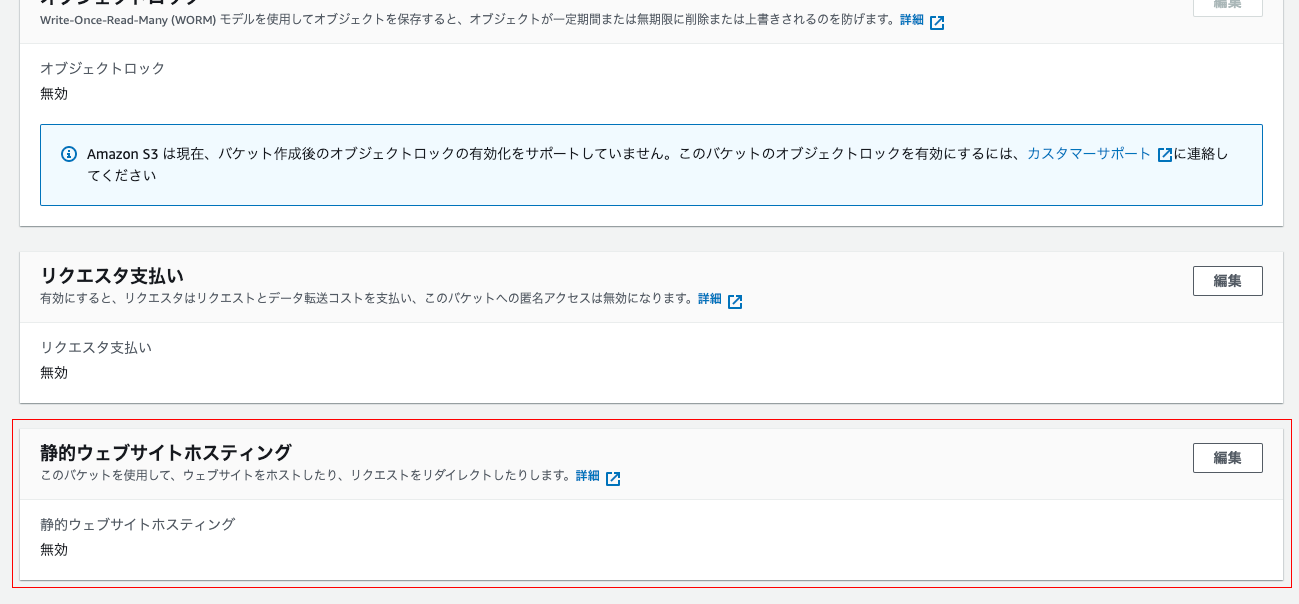 オブジェクトロック
Write-Once-Read-Many (WORM) モデルを使用してオブジェクトを保存すると、オブジェクトが一定期間または無期限に削除または上書きされるのを防げます。詳細
編集
オブジェクトロック
無効
Amazon S3 は現在、バケット作成後のオブジェクトロックの有効化をサポートしていません。このバケットのオブジェクトロックを有効にするには、カスタマーサポート に連絡し
てください
リクエスタ支払い
編集
有効にすると、リクエスタはリクエストとデータ転送コストを支払い、このバケットへの匿名アクセスは無効になります。詳細
リクエスタ支払い
無効
静的ウェブサイトホスティング
編集
このバケットを使用して、ウェブサイトをホストしたり、リクエストをリダイレクトしたりします。詳細
静的ウェブサイトホスティング
無効